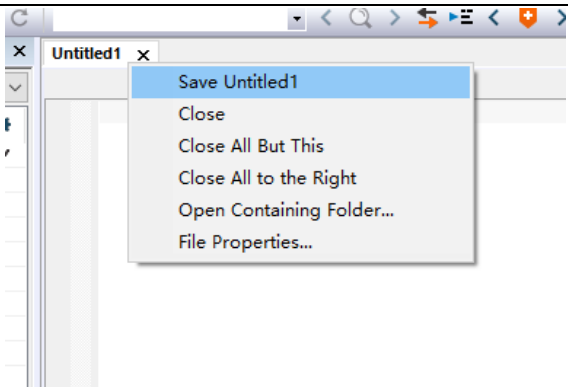 Untitled1
Save Untitled1
Close
Close All But This
Close All to the Right
Open Containing Folder...
File Properties...